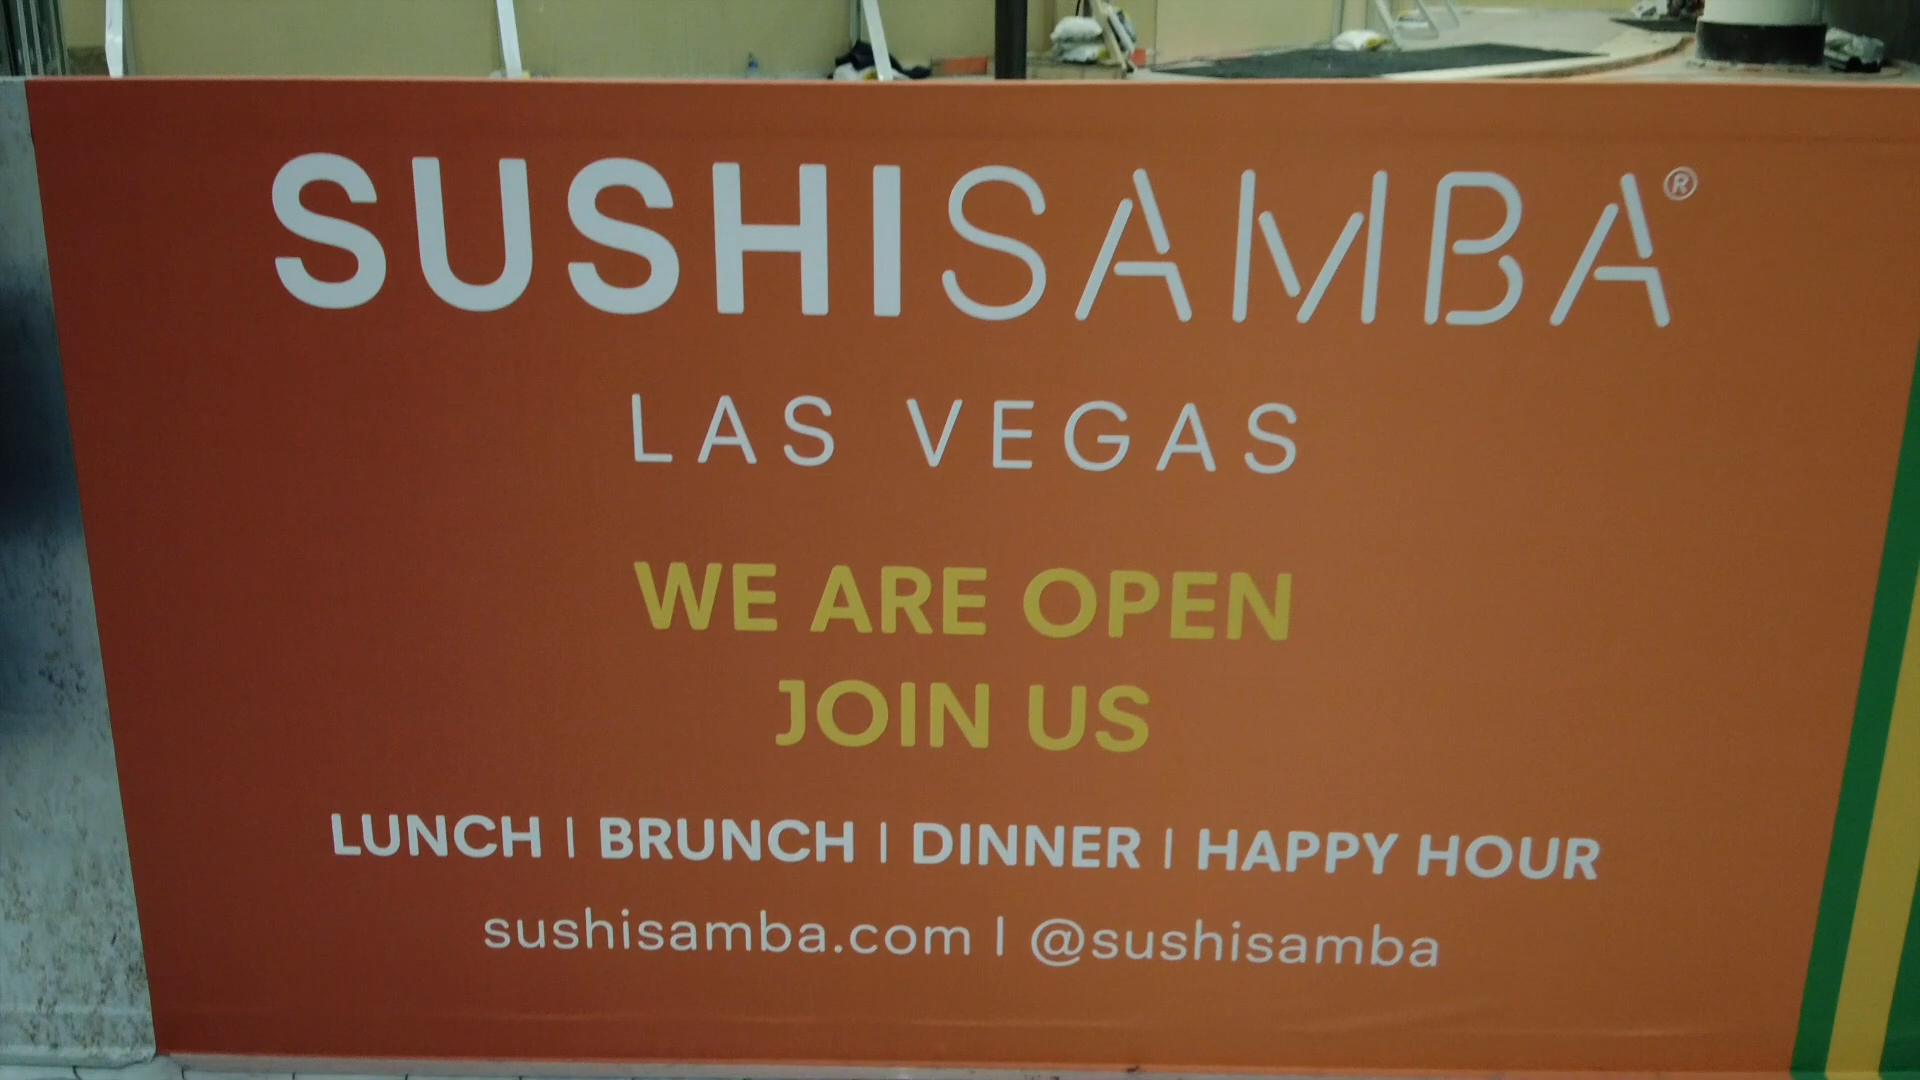 SUSHISAMBA®
LAS VEGAS
WE ARE OPEN
JOIN US
LUNCH | BRUNCH | DINNER | HAPPY HOUR
sushisamba.com | @sushisamba